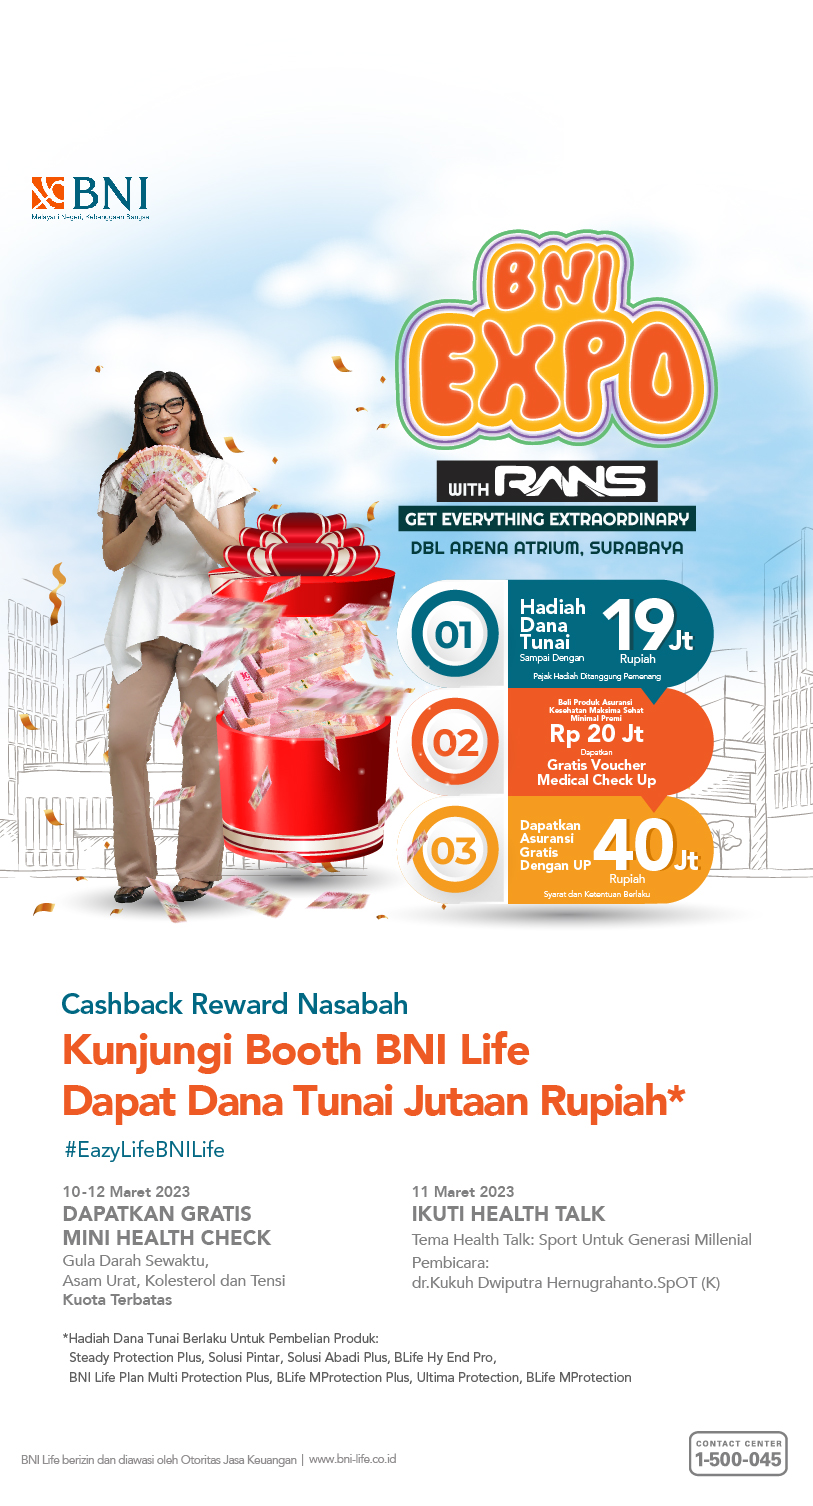 BNI
Melayani Negeri, Kebanggaan Bangsa
BNI
EXPO
WITH RANS
GET EVERYTHING EXTRAORDINARY
DBL ARENA ATRIUM, SURABAYA
01
Hadiah
Dana
Tunai
Sampai Dengan
19 Jt
Rupiah
Pajak Hadiah Ditanggung Pemenang
02
Beli Produk Asuransi
Kesehatan Maksima Sehat
Minimal Premi
Rp 20 Jt
Dapatkan
Gratis Voucher
Medical Check Up
03
Dapatkan
Asuransi
Gratis
Dengan UP
40 Jt
Rupiah
Syarat dan Ketentuan Berlaku
Cashback Reward Nasabah
Kunjungi Booth BNI Life
Dapat Dana Tunai Jutaan Rupiah*
#EazyLifeBNILife
10-12 Maret 2023
DAPATKAN GRATIS
MINI HEALTH CHECK
Gula Darah Sewaktu,
Asam Urat, Kolesterol dan Tensi
Kuota Terbatas
11 Maret 2023
IKUTI HEALTH TALK
Tema Health Talk: Sport Untuk Generasi Millenial
Pembicara:
dr.Kukuh Dwiputra Hernugrahanto.SpOT (K)
*Hadiah Dana Tunai Berlaku Untuk Pembelian Produk:
Steady Protection Plus, Solusi Pintar, Solusi Abadi Plus, BLife Hy End Pro,
BNI Life Plan Multi Protection Plus, BLife MProtection Plus, Ultima Protection, BLife MProtection
BNI Life berizin dan diawasi oleh Otoritas Jasa Keuangan | www.bni-life.co.id
CONTACT CENTER
1-500-045